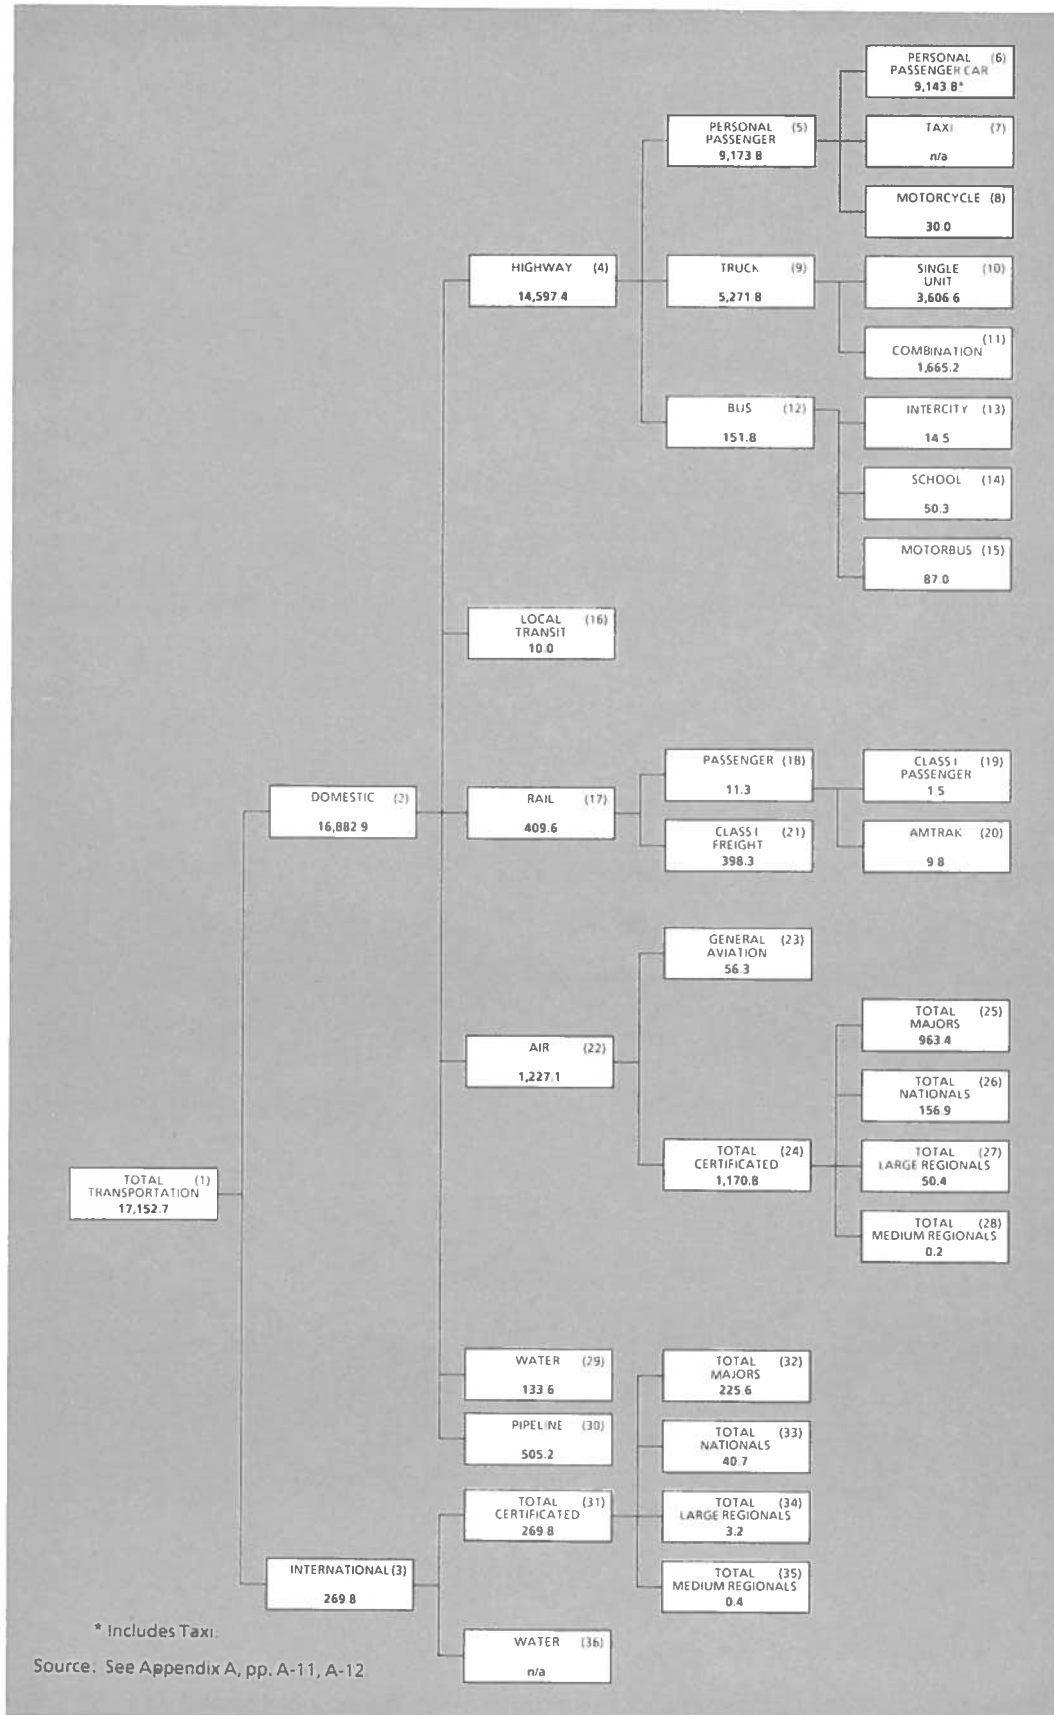 PERSONAL (6)
PASSENGER CAR
9,143.8*
PERSONAL (5)
PASSENGER
9,173 8
TAXI (7)
n/a
MOTORCYCLE (8)
30.0
HIGHWAY (4)
14,597.4
TRUCK (9)
5,271.8
SINGLE (10)
UNIT
3,606 6
(11)
COMBINATION
1,665.2
BUS (12)
151.8
INTERCITY (13)
14 5
SCHOOL (14)
50.3
MOTORBUS (15)
87.0
LOCAL (16)
TRANSIT
10.0
DOMESTIC (2)
16,882.9
RAIL (17)
409.6
PASSENGER (18)
11.3
CLASS I (19)
PASSENGER
1.5
CLASS I (21)
FREIGHT
398.3
AMTRAK (20)
9 8
GENERAL (23)
AVIATION
56.3
AIR (22)
1,227.1
TOTAL (25)
MAJORS
963 4
TOTAL (26)
NATIONALS
156.9
TOTAL (24)
CERTIFICATED
1,170.8
TOTAL (27)
LARGE REGIONALS
50.4
TOTAL (28)
MEDIUM REGIONALS
0.2
TOTAL (1)
TRANSPORTATION
17,152.7
WATER (29)
133 6
PIPELINE (30)
505.2
TOTAL (32)
MAJORS
225.6
TOTAL (33)
NATIONALS
40.7
TOTAL (31)
CERTIFICATED
269.8
TOTAL (34)
LARGE REGIONALS
3.2
INTERNATIONAL (3)
269.8
TOTAL (35)
MEDIUM REGIONALS
0.4
WATER (36)
n/a
* Includes Taxi.
Source: See Appendix A, pp. A-11, A-12